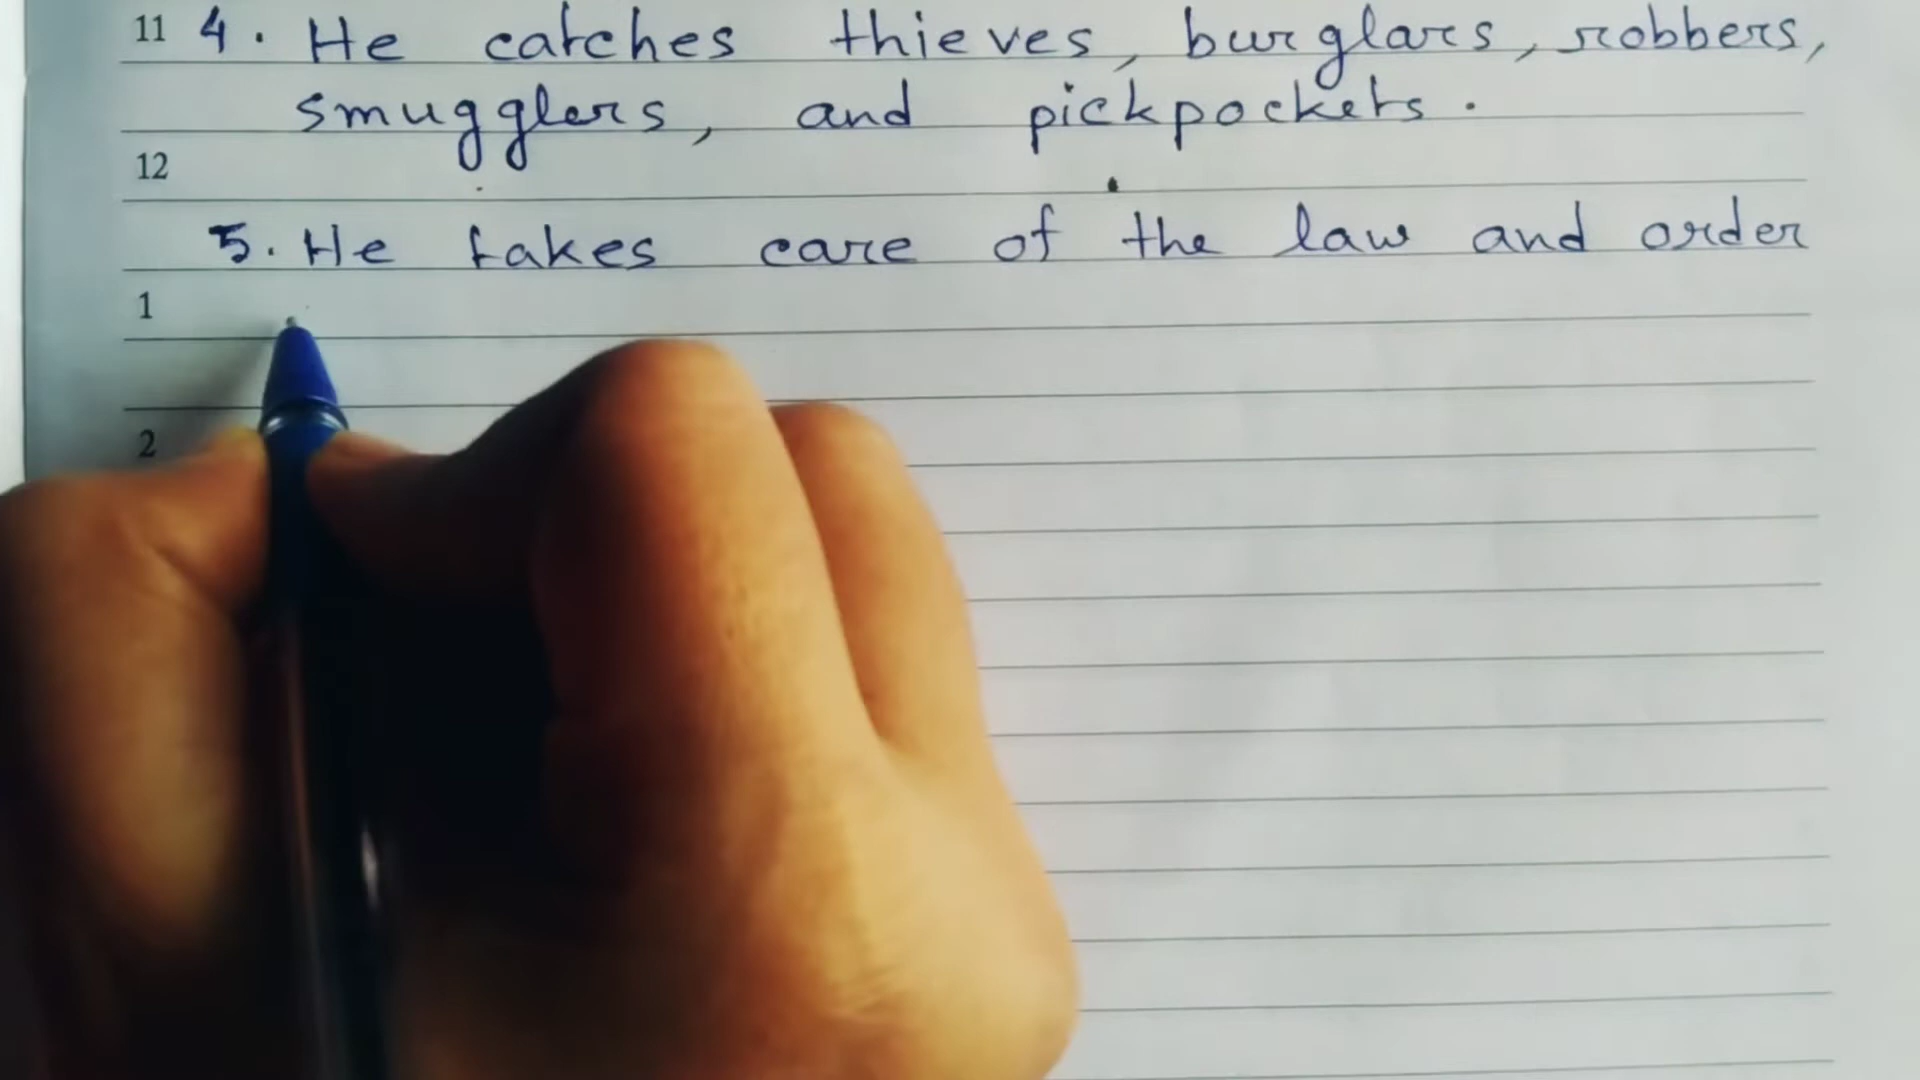 11 4. He catches thieves, burglars, robbers,
smugglers, and pickpockets.
12
5. He takes care of the law and order
1
2